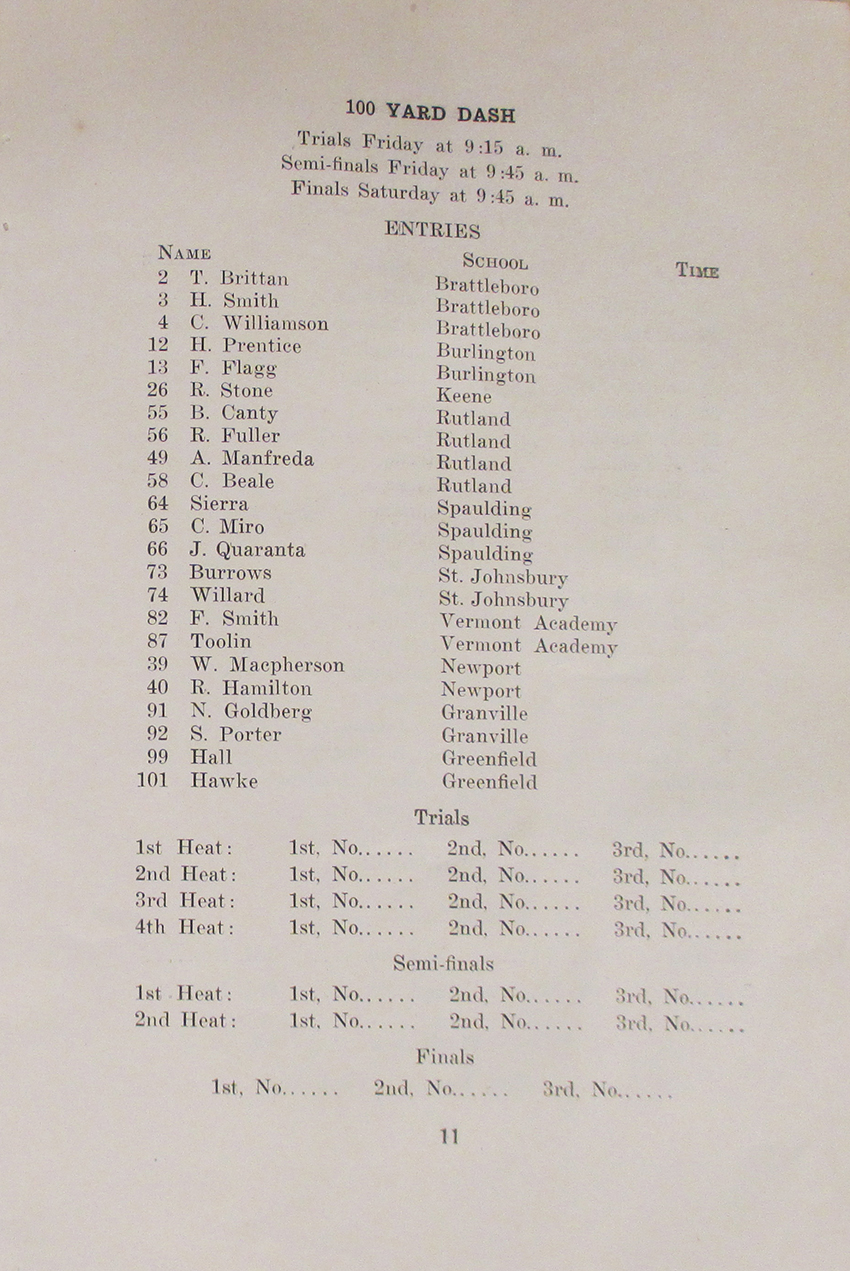 100 YARD DASH
Trials Friday at 9:15 a. m.
Semi-finals Friday at 9:45 a. m.
Finals Saturday at 9:45 a. m.
ENTRIES
NAME SCHOOL TIME
2 T. Brittan Brattleboro
3 H. Smith Brattleboro
4 C. Williamson Brattleboro
12 H. Prentice Burlington
13 F. Flagg Burlington
26 R. Stone Keene
55 B. Canty Rutland
56 R. Fuller Rutland
49 A. Manfreda Rutland
58 C. Beale Rutland
64 Sierra Spaulding
65 C. Miro Spaulding
66 J. Quaranta Spaulding
73 Burrows St. Johnsbury
74 Willard St. Johnsbury
82 F. Smith Vermont Academy
87 Toolin Vermont Academy
39 W. Macpherson Newport
40 R. Hamilton Newport
91 N. Goldberg Granville
92 S. Porter Granville
99 Hall Greenfield
101 Hawke Greenfield
Trials
1st Heat: 1st, No...... 2nd, No...... 3rd, No......
2nd Heat: 1st, No...... 2nd, No...... 3rd, No......
3rd Heat: 1st, No...... 2nd, No...... 3rd, No......
4th Heat: 1st, No...... 2nd, No...... 3rd, No......
Semi-finals
1st Heat: 1st, No...... 2nd, No...... 3rd, No......
2nd Heat: 1st, No...... 2nd, No...... 3rd, No......
Finals
1st, No...... 2nd, No...... 3rd, No......
11